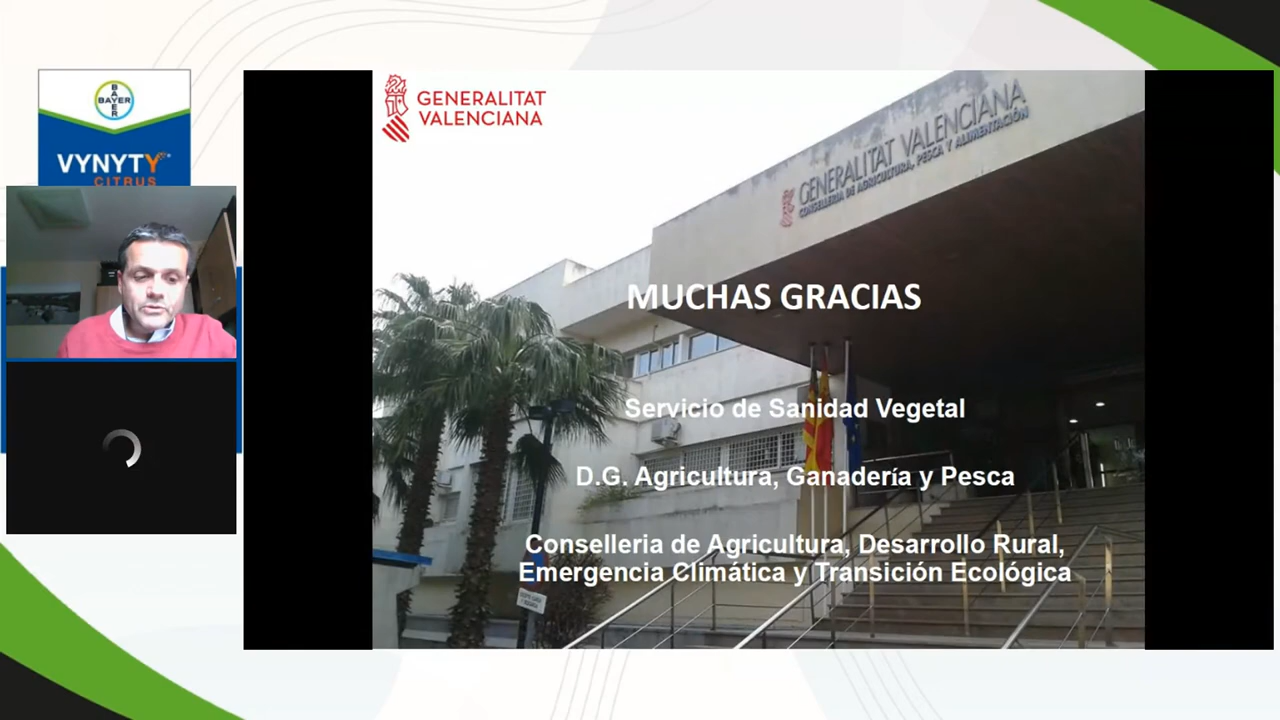 BAYER
BAYER
VYNYTY
CITRUS
GENERALITAT
VALENCIANA
GENERALITAT VALENCIANA
CONSELLERIA DE AGRICULTURA, PESCA Y ALIMENTACIÓN
MUCHAS GRACIAS
Servicio de Sanidad Vegetal
D.G. Agricultura, Ganadería y Pesca
Conselleria de Agricultura, Desarrollo Rural,
Emergencia Climática y Transición Ecológica